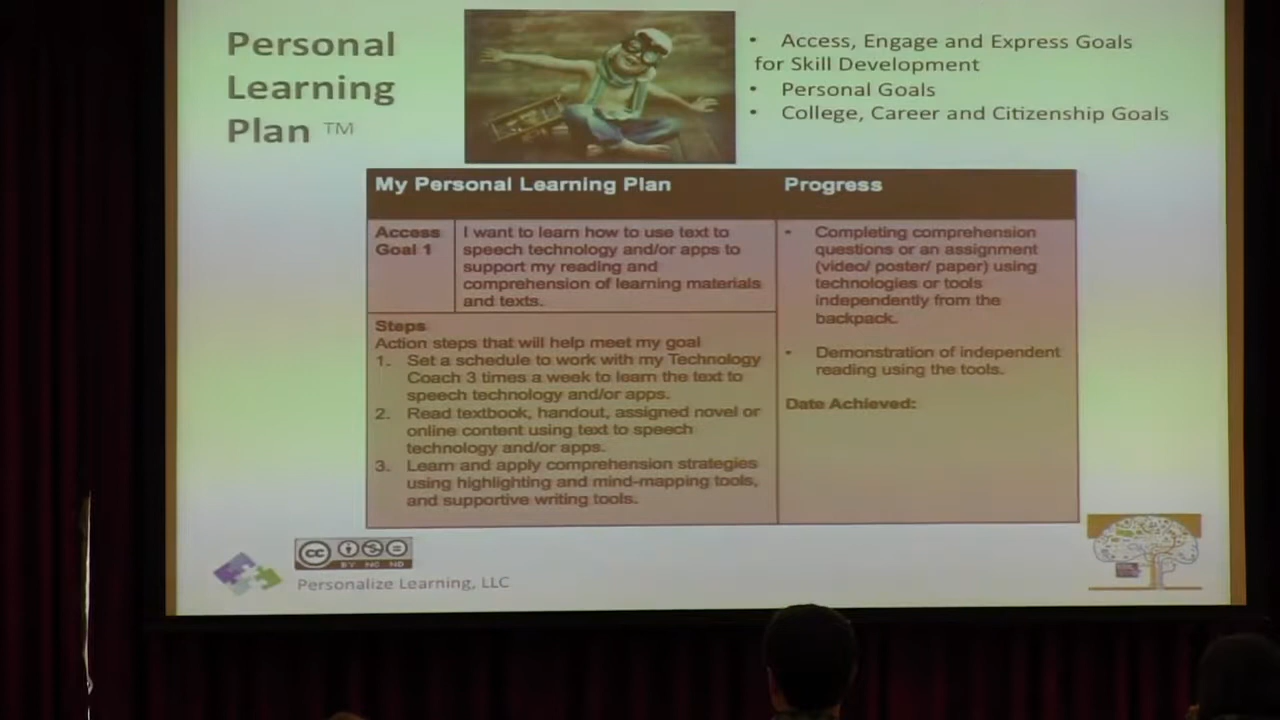 Personal
Learning
Plan ™
• Access, Engage and Express Goals
for Skill Development
• Personal Goals
• College, Career and Citizenship Goals
My Personal Learning Plan
Progress
Access
Goal 1
I want to learn how to use text to
speech technology and/or apps to
support my reading and
comprehension of learning materials
and texts.
Steps
Action steps that will help meet my goal
1. Set a schedule to work with my Technology
Coach 3 times a week to learn the text to
speech technology and/or apps.
2. Read textbook, handout, assigned novel or
online content using text to speech
technology and/or apps.
3. Learn and apply comprehension strategies
using highlighting and mind-mapping tools,
and supportive writing tools.
• Completing comprehension
questions or an assignment
(video/ poster/ paper) using
technologies or tools
independently from the
backpack.
• Demonstration of independent
reading using the tools.
Date Achieved:
cc
BY NC ND
Personalize Learning, LLC